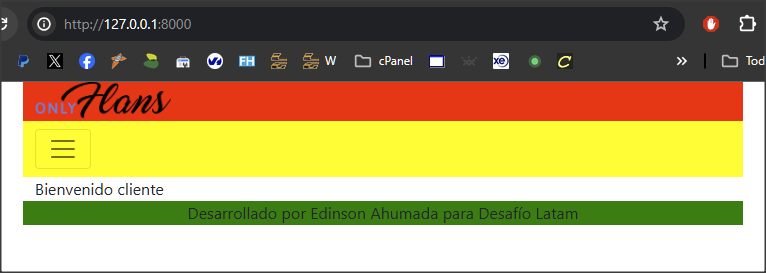 http://127.0.0.1:8000
FH
W
cPanel
xe
C
Tod
ONLY Flans
Bienvenido cliente
Desarrollado por Edinson Ahumada para Desafío Latam